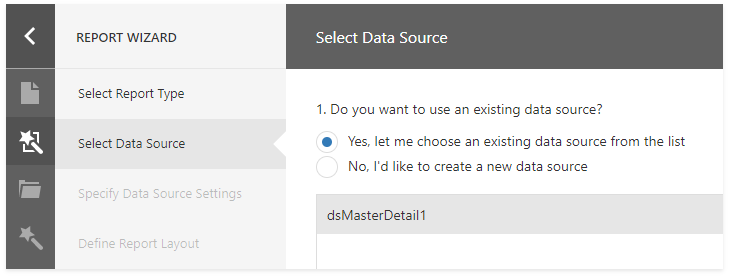 REPORT WIZARD
Select Report Type
Select Data Source
Specify Data Source Settings
Define Report Layout
Select Data Source
1. Do you want to use an existing data source?
Yes, let me choose an existing data source from the list
No, I'd like to create a new data source
dsMasterDetail1